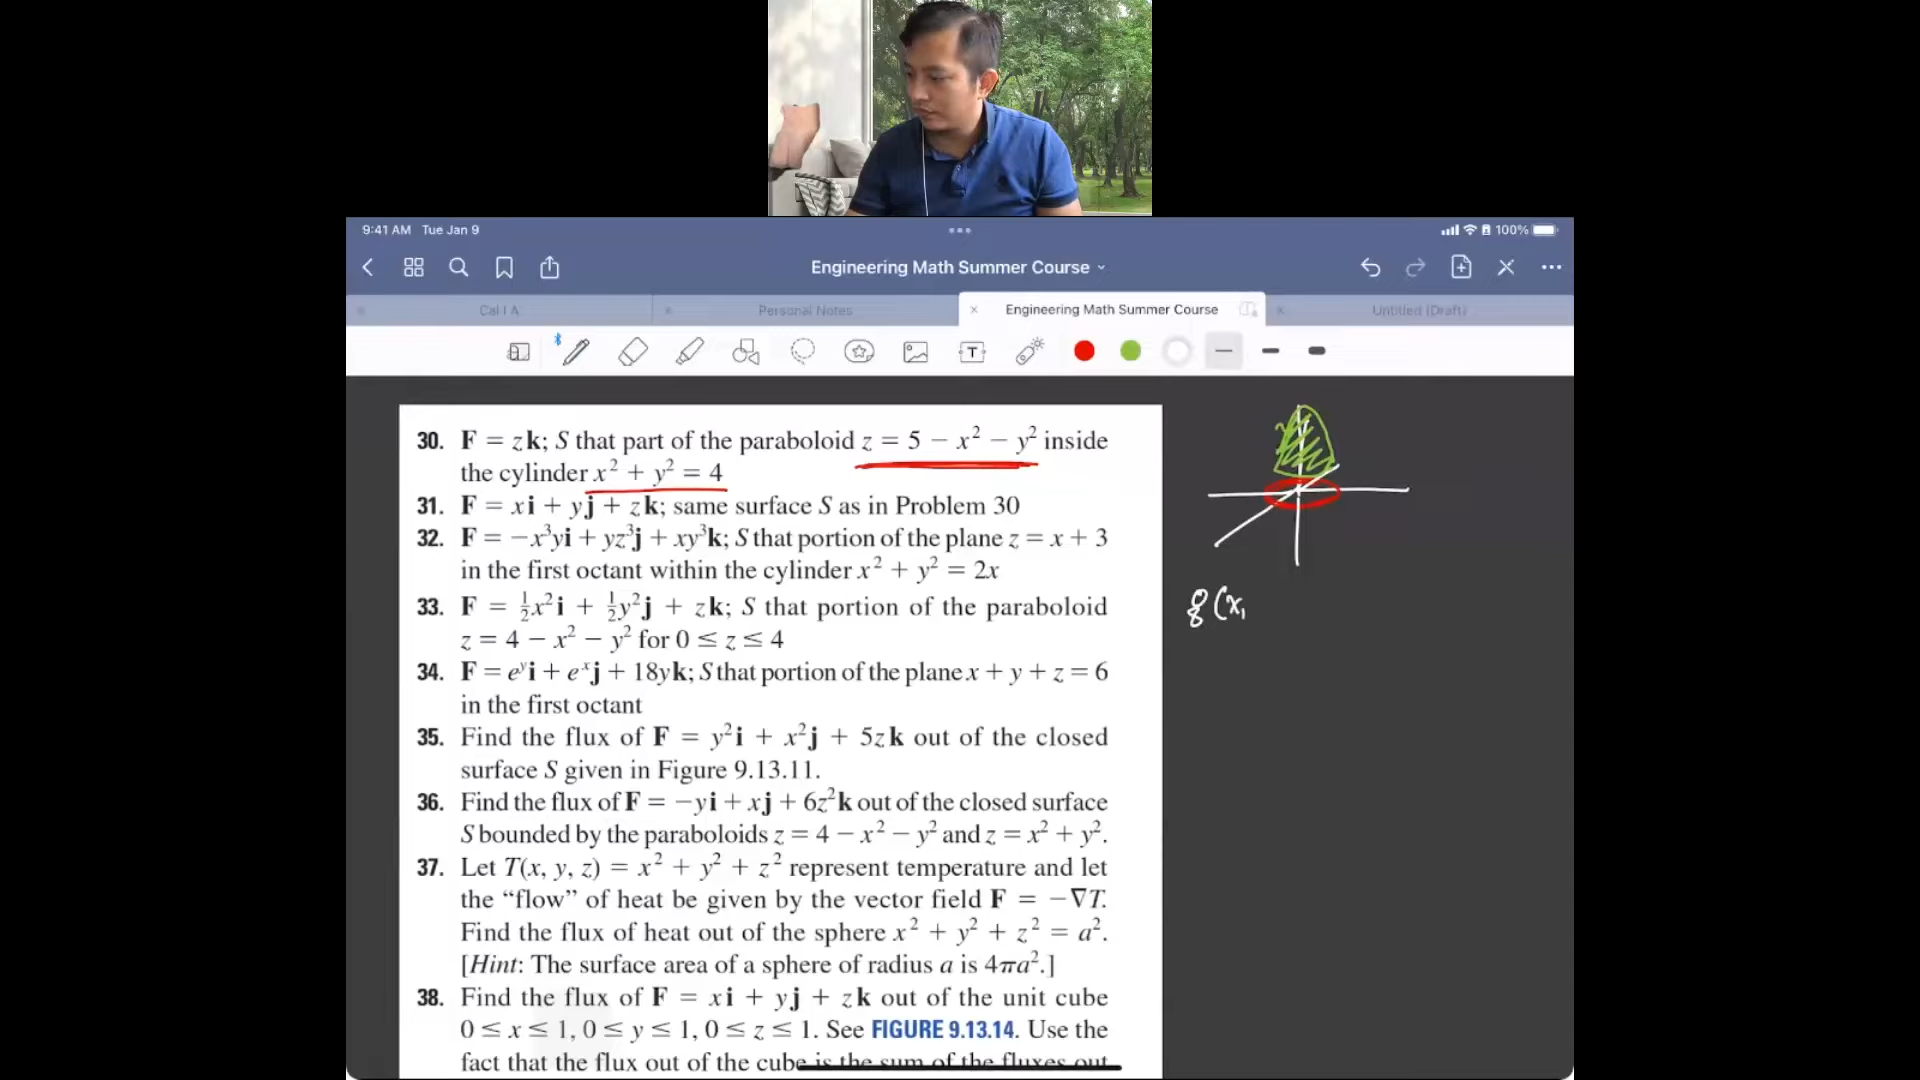 9:41 AM Tue Jan 9
100%
Engineering Math Summer Course
Cal I A
Personal Notes
Engineering Math Summer Course
Untitled (Draft)
T
30. F = zk; S that part of the paraboloid z = 5 − x² − y² inside
the cylinder x² + y² = 4
31. F = xi + yj + zk; same surface S as in Problem 30
32. F = −x³yi + yz³j + xy³k; S that portion of the plane z = x + 3
in the first octant within the cylinder x² + y² = 2x
33. F = ½x²i + ½y²j + zk; S that portion of the paraboloid
z = 4 − x² − y² for 0 ≤ z ≤ 4
34. F = eʸi + eˣj + 18yk; S that portion of the plane x + y + z = 6
in the first octant
35. Find the flux of F = y²i + x²j + 5zk out of the closed
surface S given in Figure 9.13.11.
36. Find the flux of F = −yi + xj + 6z²k out of the closed surface
S bounded by the paraboloids z = 4 − x² − y² and z = x² + y².
37. Let T(x, y, z) = x² + y² + z² represent temperature and let
the “flow” of heat be given by the vector field F = −∇T.
Find the flux of heat out of the sphere x² + y² + z² = a².
[Hint: The surface area of a sphere of radius a is 4πa².]
38. Find the flux of F = xi + yj + zk out of the unit cube
0 ≤ x ≤ 1, 0 ≤ y ≤ 1, 0 ≤ z ≤ 1. See FIGURE 9.13.14. Use the
fact that the flux out of the cube is the sum of the fluxes out
g(x,